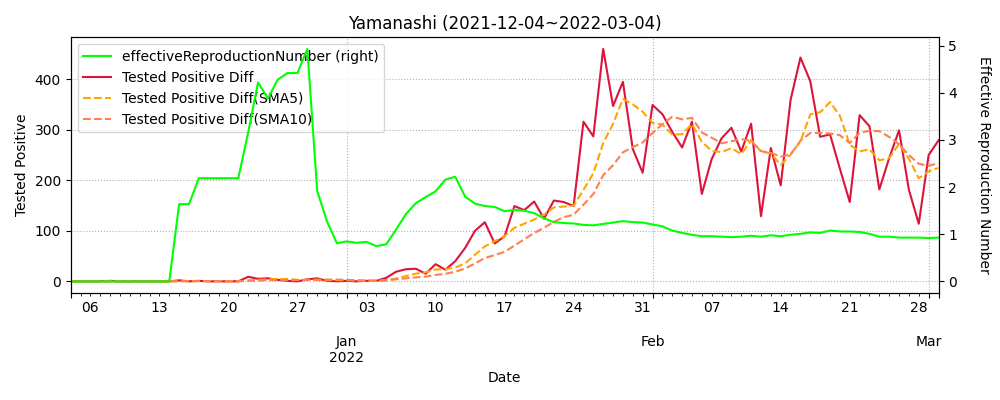 Yamanashi (2021-12-04~2022-03-04)
effectiveReproductionNumber (right)
Tested Positive Diff
Tested Positive Diff(SMA5)
Tested Positive Diff(SMA10)
Tested Positive
400
300
200
100
0
5
4
3
2
1
0
Effective Reproduction Number
06 13 20 27 03 10 17 24 31 07 14 21 28
Jan Feb Mar
2022
Date